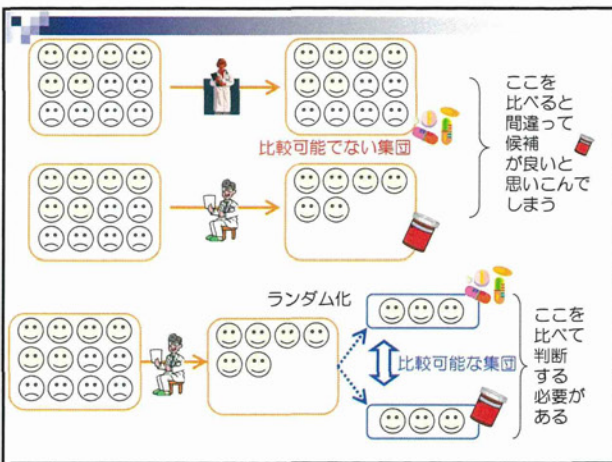 比較可能でない集団
ここを
比べると
間違って
候補
が良いと
思いこんで
しまう
ランダム化
比較可能な集団
ここを
比べて
判断
する
必要が
ある